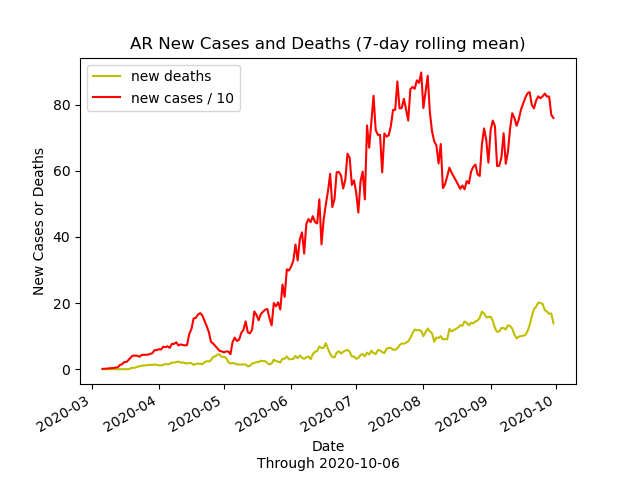 AR New Cases and Deaths (7-day rolling mean)
new deaths
new cases / 10
New Cases or Deaths
80
60
40
20
0
2020-03
2020-04
2020-05
2020-06
2020-07
2020-08
2020-09
2020-10
Date
Through 2020-10-06